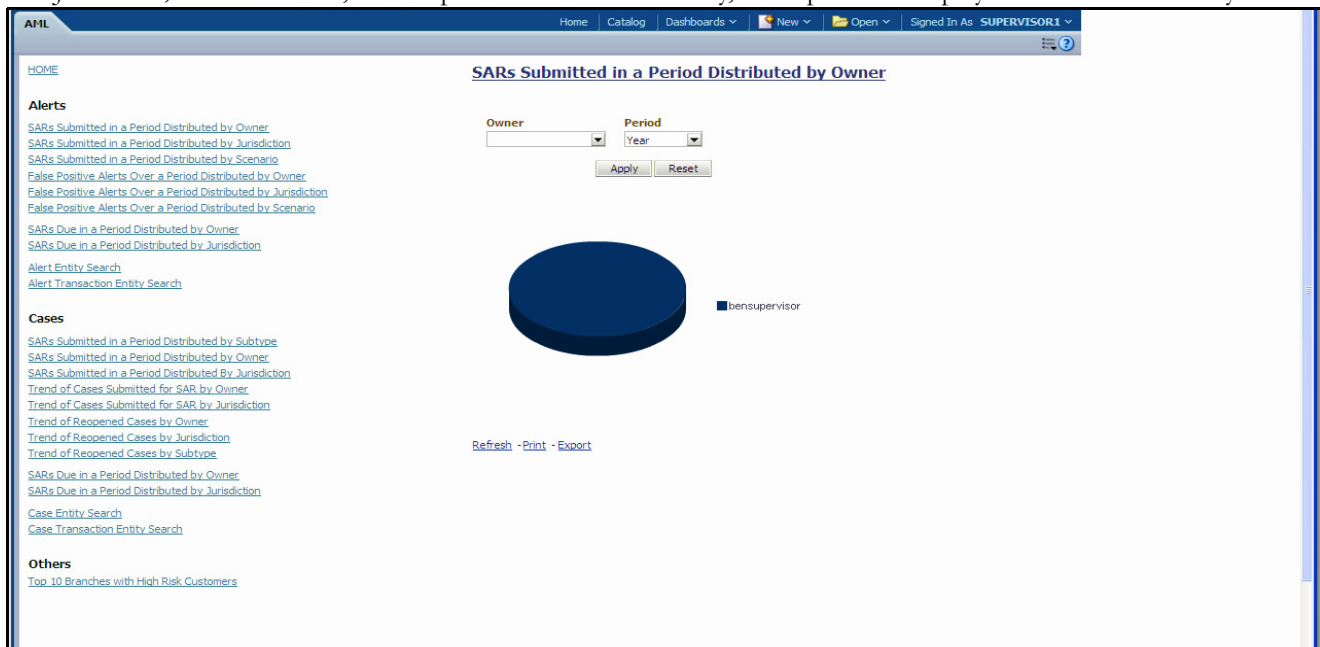 AML
Home Catalog Dashboards New Open Signed In As SUPERVISOR1
HOME
Alerts
SARs Submitted in a Period Distributed by Owner
SARs Submitted in a Period Distributed by Jurisdiction
SARs Submitted in a Period Distributed by Scenario
False Positive Alerts Over a Period Distributed by Owner
False Positive Alerts Over a Period Distributed by Jurisdiction
False Positive Alerts Over a Period Distributed by Scenario
SARs Due in a Period Distributed by Owner
SARs Due in a Period Distributed by Jurisdiction
Alert Entity Search
Alert Transaction Entity Search
Cases
SARs Submitted in a Period Distributed by Subtype
SARs Submitted in a Period Distributed by Owner
SARs Submitted in a Period Distributed By Jurisdiction
Trend of Cases Submitted for SAR by Owner
Trend of Cases Submitted for SAR by Jurisdiction
Trend of Reopened Cases by Owner
Trend of Reopened Cases by Jurisdiction
Trend of Reopened Cases by Subtype
SARs Due in a Period Distributed by Owner
SARs Due in a Period Distributed by Jurisdiction
Case Entity Search
Case Transaction Entity Search
Others
Top 10 Branches with High Risk Customers
SARs Submitted in a Period Distributed by Owner
Owner Period
Year
Apply Reset
bensupervisor
Refresh - Print - Export